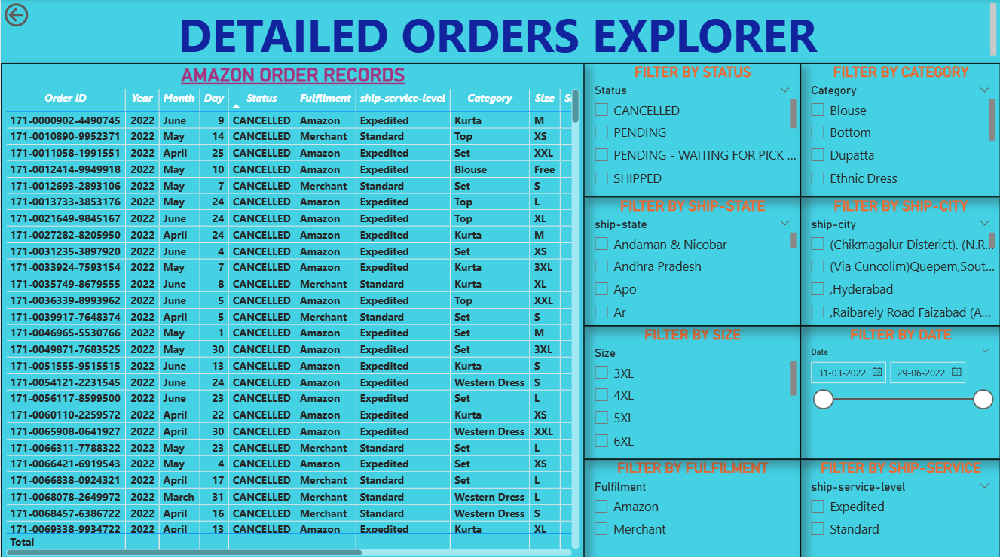 DETAILED ORDERS EXPLORER
AMAZON ORDER RECORDS
Order ID Year Month Day Status Fulfilment ship-service-level Category Size
171-0000902-4490745 2022 June 9 CANCELLED Amazon Expedited Kurta M
171-0010890-9952371 2022 May 14 CANCELLED Merchant Standard Top XS
171-0011058-1991551 2022 April 25 CANCELLED Amazon Expedited Set XXL
171-0012414-9949918 2022 May 10 CANCELLED Amazon Expedited Blouse Free
171-0012693-2893106 2022 May 7 CANCELLED Merchant Standard Set S
171-0013733-3853176 2022 May 24 CANCELLED Amazon Expedited Top L
171-0021649-9845167 2022 June 24 CANCELLED Amazon Expedited Top XL
171-0027282-8205950 2022 April 24 CANCELLED Amazon Expedited Kurta M
171-0031235-3897920 2022 June 4 CANCELLED Amazon Expedited Set XS
171-0033924-7593154 2022 May 7 CANCELLED Amazon Expedited Kurta 3XL
171-0035749-8679555 2022 June 8 CANCELLED Merchant Standard Kurta XL
171-0036339-8993962 2022 June 5 CANCELLED Amazon Expedited Top XXL
171-0039917-7648374 2022 April 5 CANCELLED Merchant Standard Set S
171-0046965-5530766 2022 May 1 CANCELLED Amazon Expedited Set M
171-0049871-7683525 2022 May 30 CANCELLED Amazon Expedited Set 3XL
171-0051555-9515515 2022 June 13 CANCELLED Amazon Expedited Kurta S
171-0054121-2231545 2022 June 24 CANCELLED Amazon Expedited Western Dress S
171-0056117-8599500 2022 June 23 CANCELLED Amazon Expedited Set L
171-0060110-2259572 2022 April 22 CANCELLED Amazon Expedited Kurta XS
171-0065908-0641927 2022 April 30 CANCELLED Amazon Expedited Western Dress XXL
171-0066311-7788322 2022 May 23 CANCELLED Merchant Standard Set L
171-0066421-6919543 2022 May 4 CANCELLED Amazon Expedited Set XS
171-0066838-0924321 2022 April 17 CANCELLED Merchant Standard Set L
171-0068078-2649972 2022 March 31 CANCELLED Merchant Standard Western Dress L
171-0068457-6386722 2022 April 16 CANCELLED Merchant Standard Western Dress S
171-0069338-9934722 2022 April 13 CANCELLED Amazon Expedited Kurta XL
Total
FILTER BY STATUS
Status
CANCELLED
PENDING
PENDING - WAITING FOR PICK ...
SHIPPED
FILTER BY CATEGORY
Category
Blouse
Bottom
Dupatta
Ethnic Dress
FILTER BY SHIP-STATE
ship-state
Andaman & Nicobar
Andhra Pradesh
Apo
Ar
FILTER BY SHIP-CITY
ship-city
(Chikmagalur Disterict). (N.R...
(Via Cuncolim)Quepem,Sout...
,Hyderabad
,Raibarely Road Faizabad (A...
FILTER BY SIZE
Size
3XL
4XL
5XL
6XL
FILTER BY DATE
Date
31-03-2022 29-06-2022
FILTER BY FULFILMENT
Fulfilment
Amazon
Merchant
FILTER BY SHIP-SERVICE
ship-service-level
Expedited
Standard